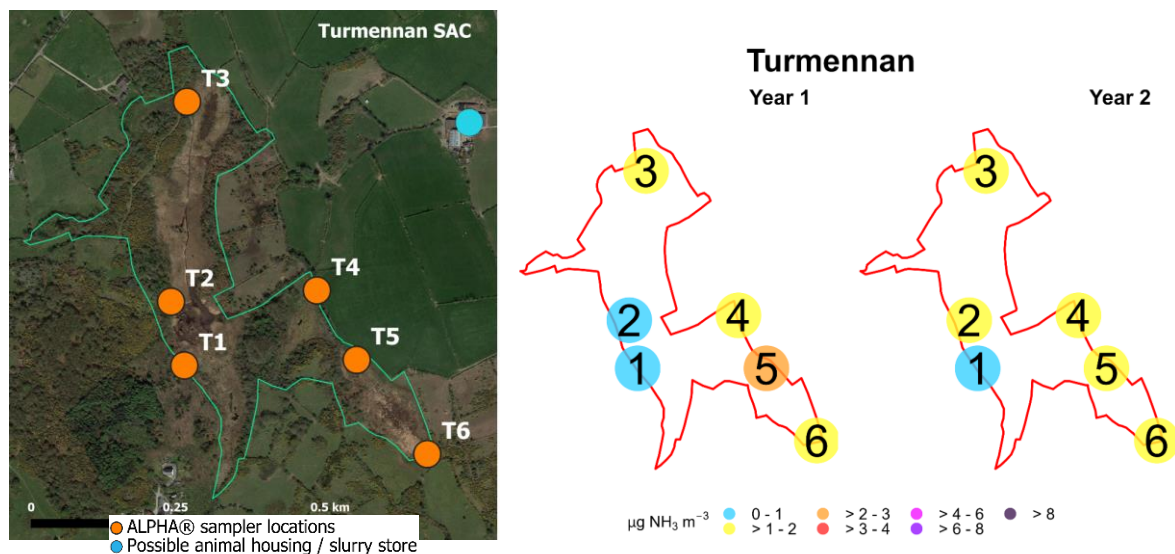 Turmennan SAC
T3
T2
T4
T1
T5
T6
0 0.25 0.5 km
ALPHA® sampler locations
Possible animal housing / slurry store
Turmennan
Year 1 Year 2
3 3
2 4 2 4
1 5 1 5
6 6
µg NH₃ m⁻³ 0 - 1 > 2 - 3 > 4 - 6 > 8
> 1 - 2 > 3 - 4 > 6 - 8